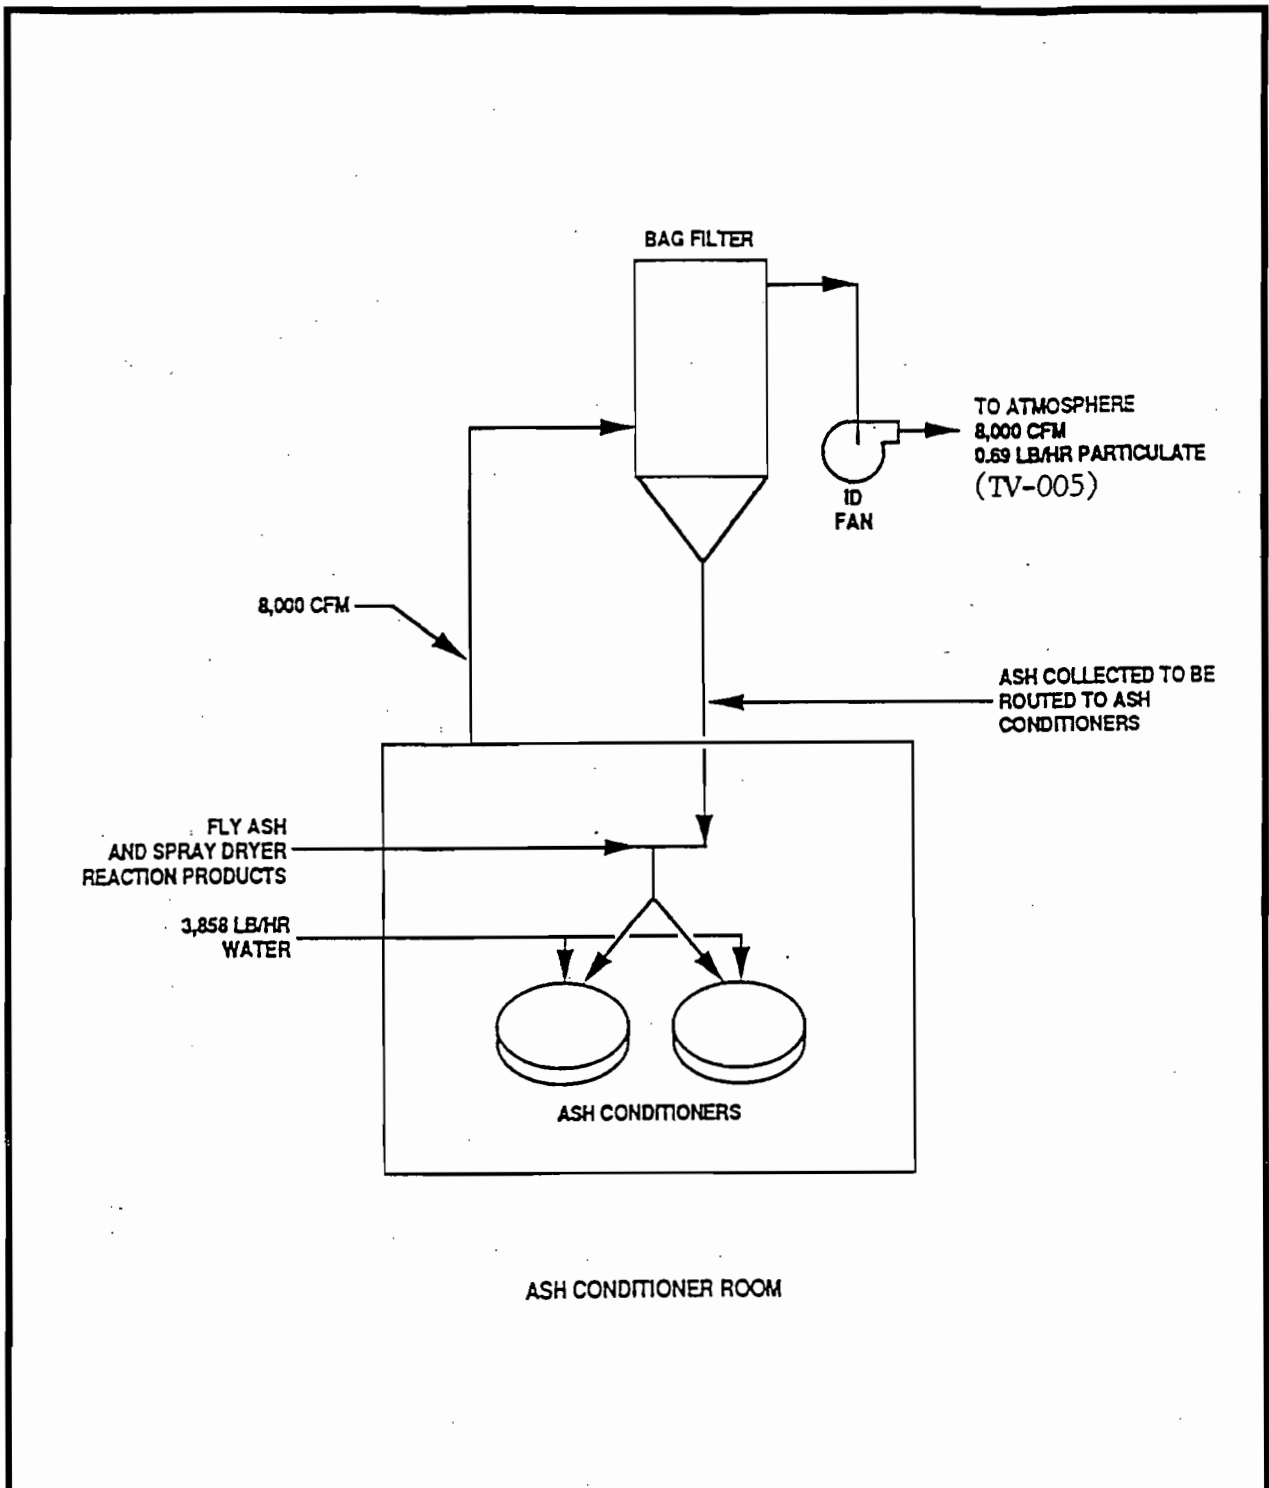 BAG FILTER
TO ATMOSPHERE
8,000 CFM
0.69 LB/HR PARTICULATE
(TV-005)
ID
FAN
8,000 CFM
ASH COLLECTED TO BE
ROUTED TO ASH
CONDITIONERS
FLY ASH
AND SPRAY DRYER
REACTION PRODUCTS
3,858 LB/HR
WATER
ASH CONDITIONERS
ASH CONDITIONER ROOM